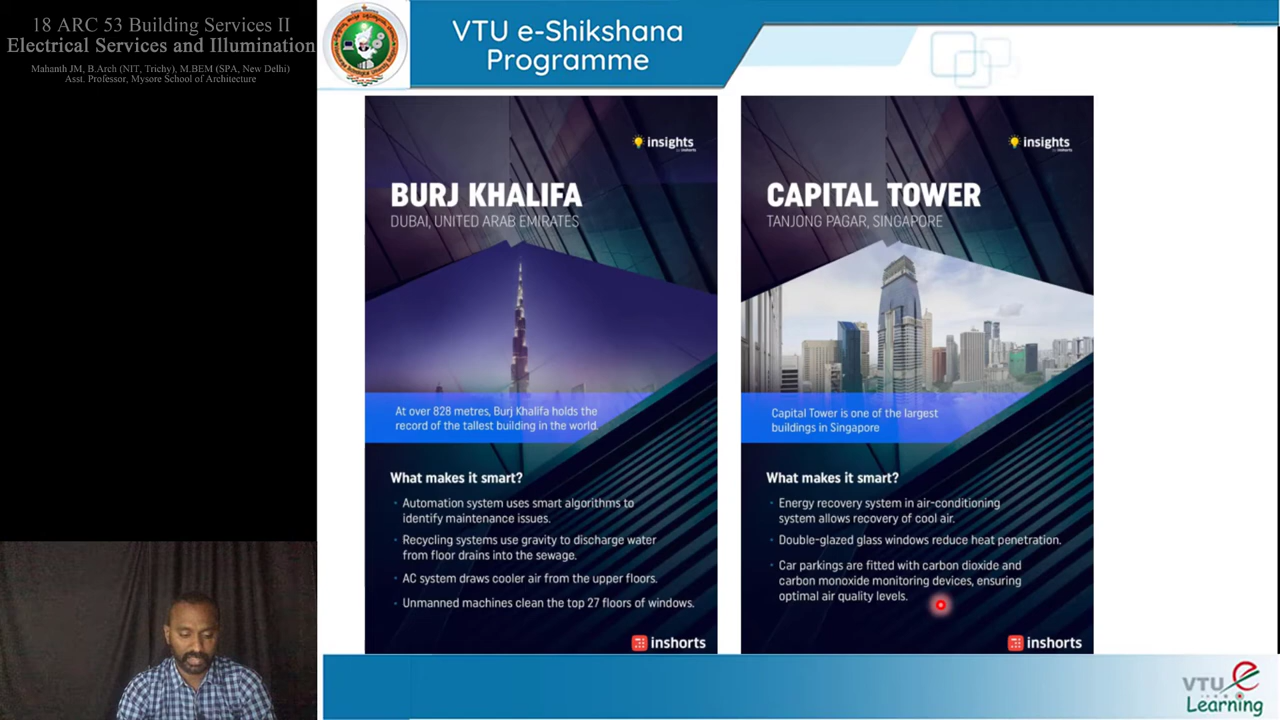 18 ARC 53 Building Services II
Electrical Services and Illumination
Mahanth JM, B.Arch (NIT, Trichy), M.BEM (SPA, New Delhi)
Asst. Professor, Mysore School of Architecture
VTU e-Shikshana
Programme
insights
BURJ KHALIFA
DUBAI, UNITED ARAB EMIRATES
At over 828 metres, Burj Khalifa holds the
record of the tallest building in the world.
What makes it smart?
• Automation system uses smart algorithms to
identify maintenance issues.
• Recycling systems use gravity to discharge water
from floor drains into the sewage.
• AC system draws cooler air from the upper floors.
• Unmanned machines clean the top 27 floors of windows.
inshorts
insights
CAPITAL TOWER
TANJONG PAGAR, SINGAPORE
Capital Tower is one of the largest
buildings in Singapore
What makes it smart?
• Energy recovery system in air-conditioning
system allows recovery of cool air.
• Double-glazed glass windows reduce heat penetration.
• Car parkings are fitted with carbon dioxide and
carbon monoxide monitoring devices, ensuring
optimal air quality levels.
inshorts
VTU e
Learning